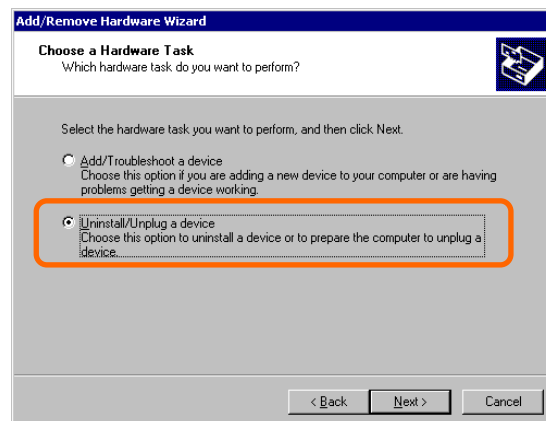 Add/Remove Hardware Wizard
Choose a Hardware Task
Which hardware task do you want to perform?
Select the hardware task you want to perform, and then click Next.
Add/Troubleshoot a device
Choose this option if you are adding a new device to your computer or are having
problems getting a device working.
Uninstall/Unplug a device
Choose this option to uninstall a device or to prepare the computer to unplug a
device.
< Back Next > Cancel